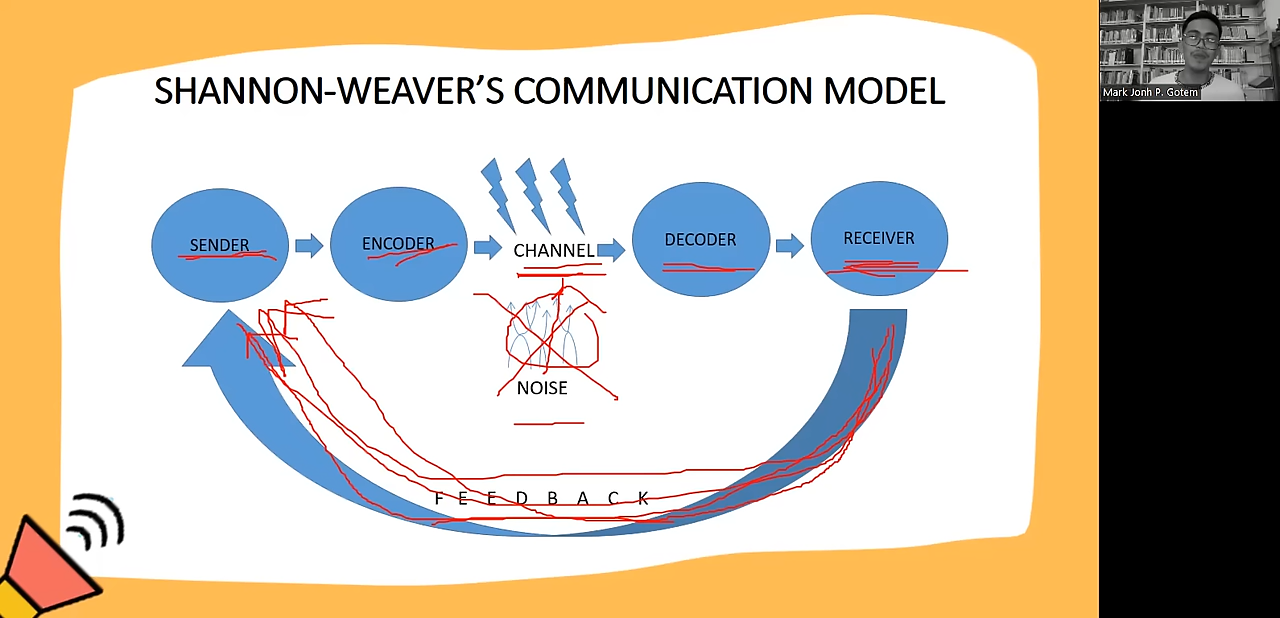 SHANNON-WEAVER'S COMMUNICATION MODEL
SENDER
ENCODER
CHANNEL
DECODER
RECEIVER
NOISE
F E E D B A C K
Mark Jonh P. Gotem